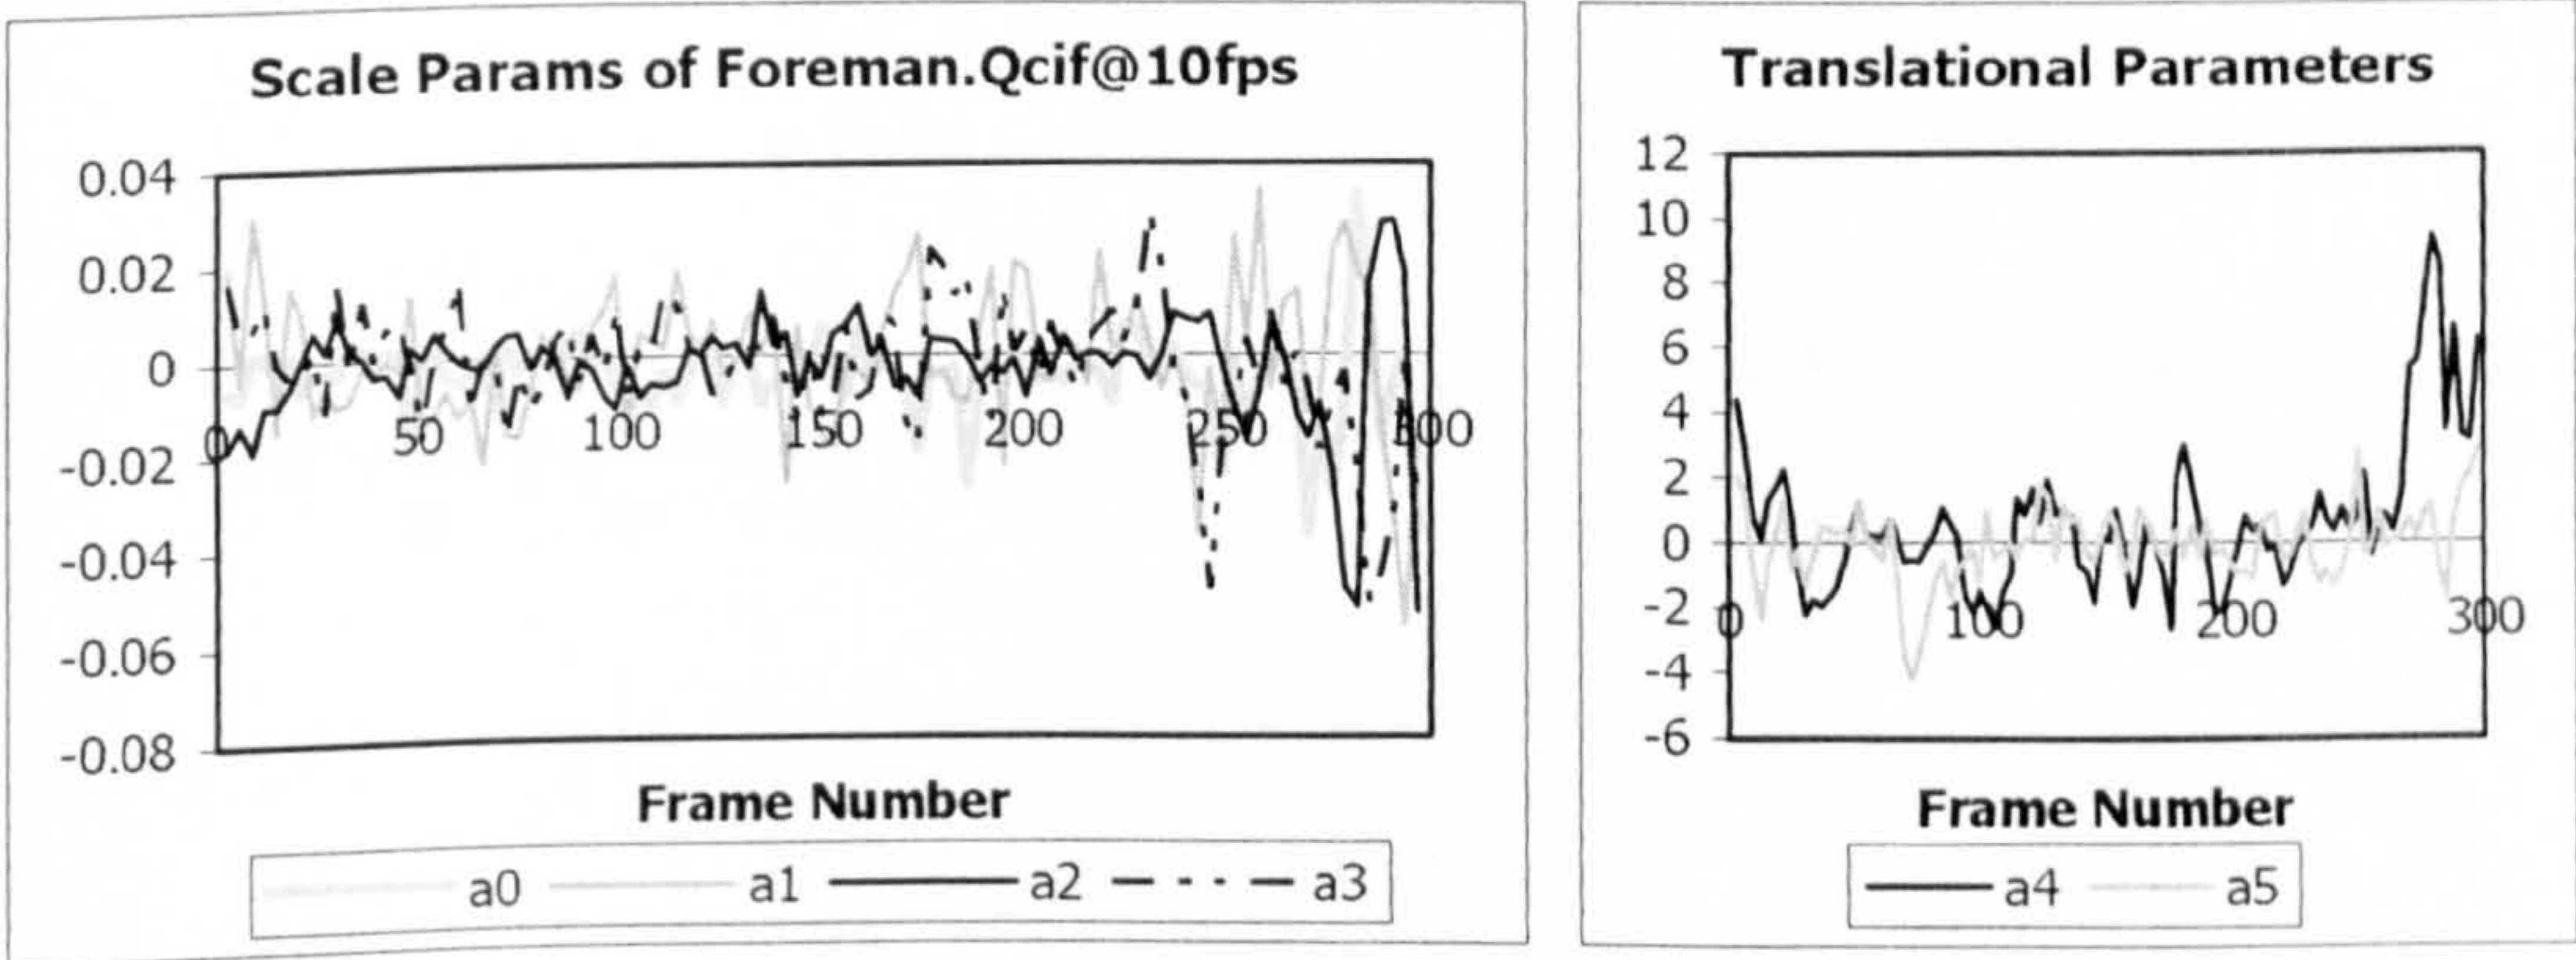 Scale Params of Foreman.Qcif@10fps
0.04
0.02
0
-0.02
-0.04
-0.06
-0.08
0 50 100 150 200 250 300
Frame Number
a0 a1 a2 a3
Translational Parameters
12
10
8
6
4
2
0
-2
-4
-6
0 100 200 300
Frame Number
a4 a5